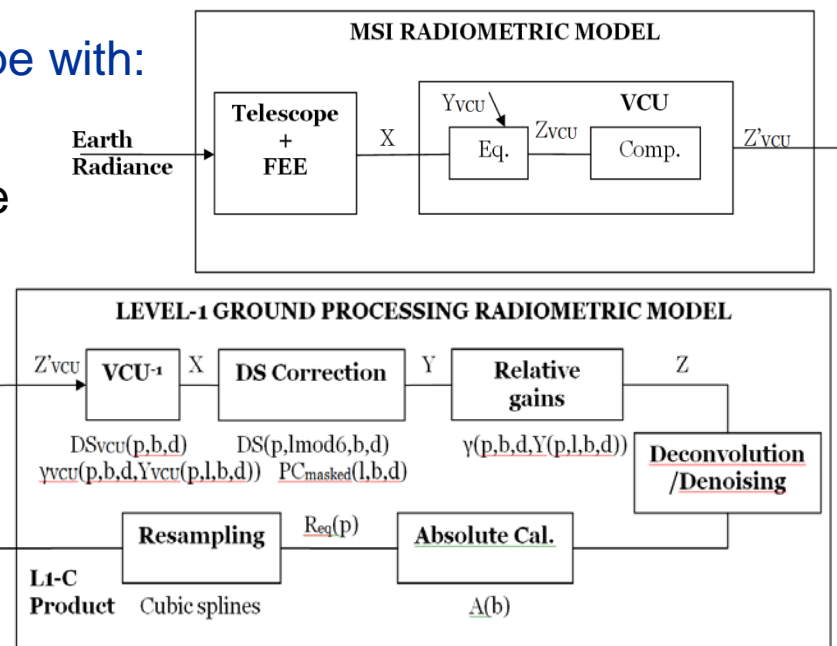 be with:
e
MSI RADIOMETRIC MODEL
Earth
Radiance
Telescope
+
FEE
X
YVCU
VCU
Eq.
ZVCU
Comp.
Z'VCU
LEVEL-1 GROUND PROCESSING RADIOMETRIC MODEL
Z'VCU
VCU-1
X
DS Correction
Y
Relative
gains
Z
DSVCU(p,b,d)
γVCU(p,b,d,YVCU(p,l,b,d))
DS(p,lmod6,b,d)
PCmasked(l,b,d)
γ(p,b,d,Y(p,l,b,d))
Deconvolution
/Denoising
Resampling
Req(p)
Absolute Cal.
L1-C
Product
Cubic splines
A(b)